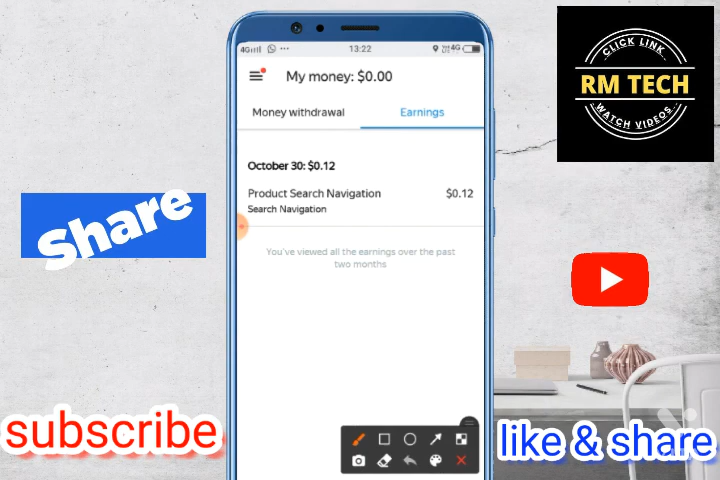 4G
13:22
4G
My money: $0.00
Money withdrawal
Earnings
October 30: $0.12
Product Search Navigation
$0.12
Search Navigation
You've viewed all the earnings over the past
two months
CLICK LINK
RM TECH
WATCH VIDEOS
Share
subscribe
like & share